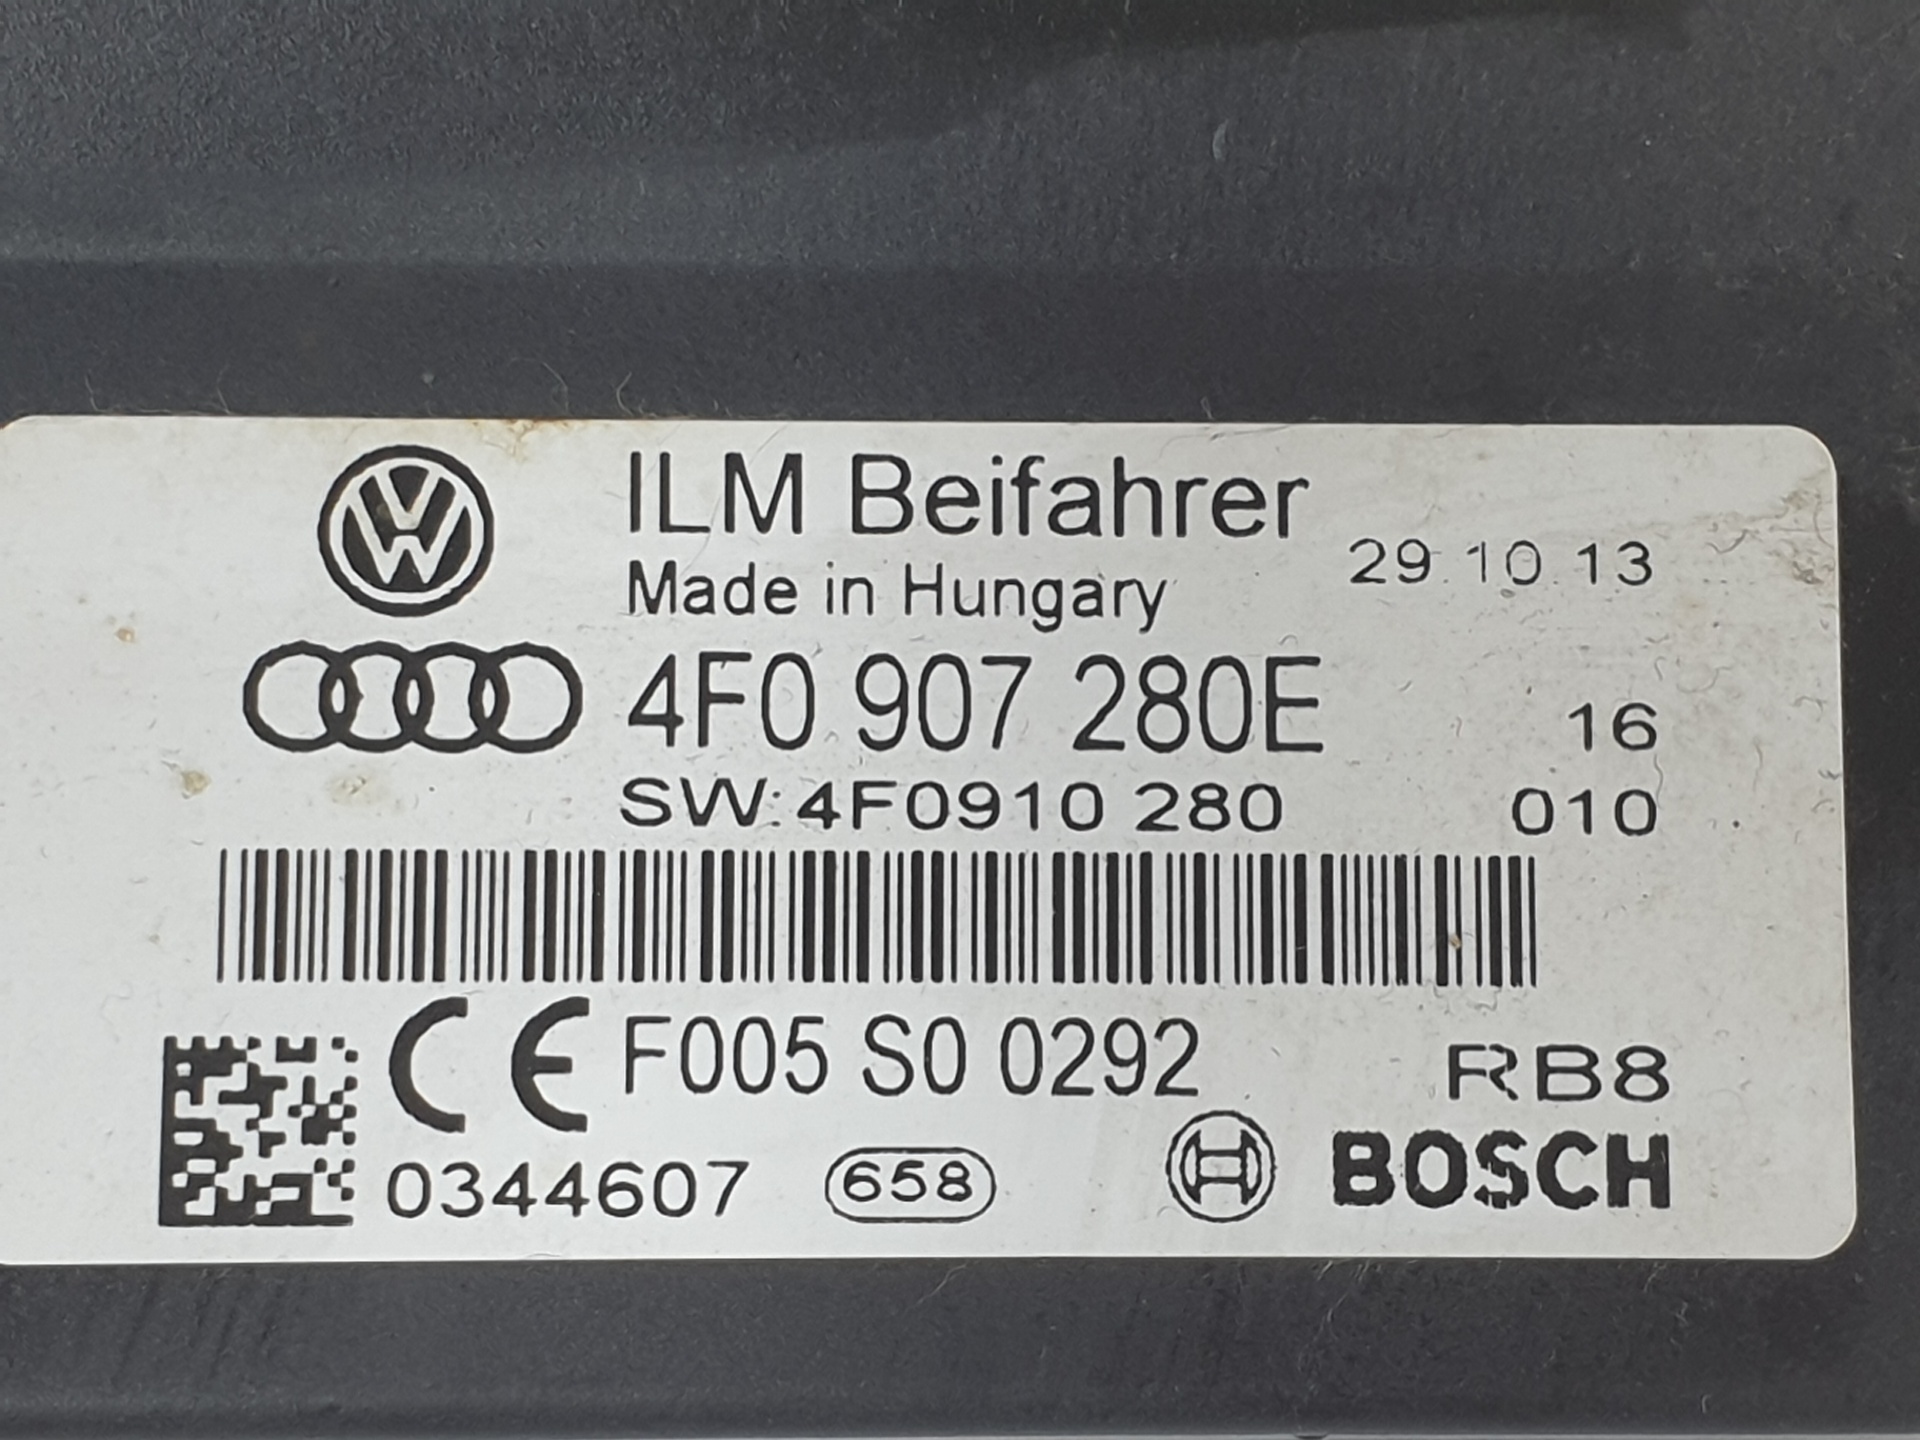 ILM Beifahrer
Made in Hungary 29.10.13
4F0 907 280E 16
SW:4F0910 280 010
CE F005 S0 0292 RB8
0344607 658 BOSCH